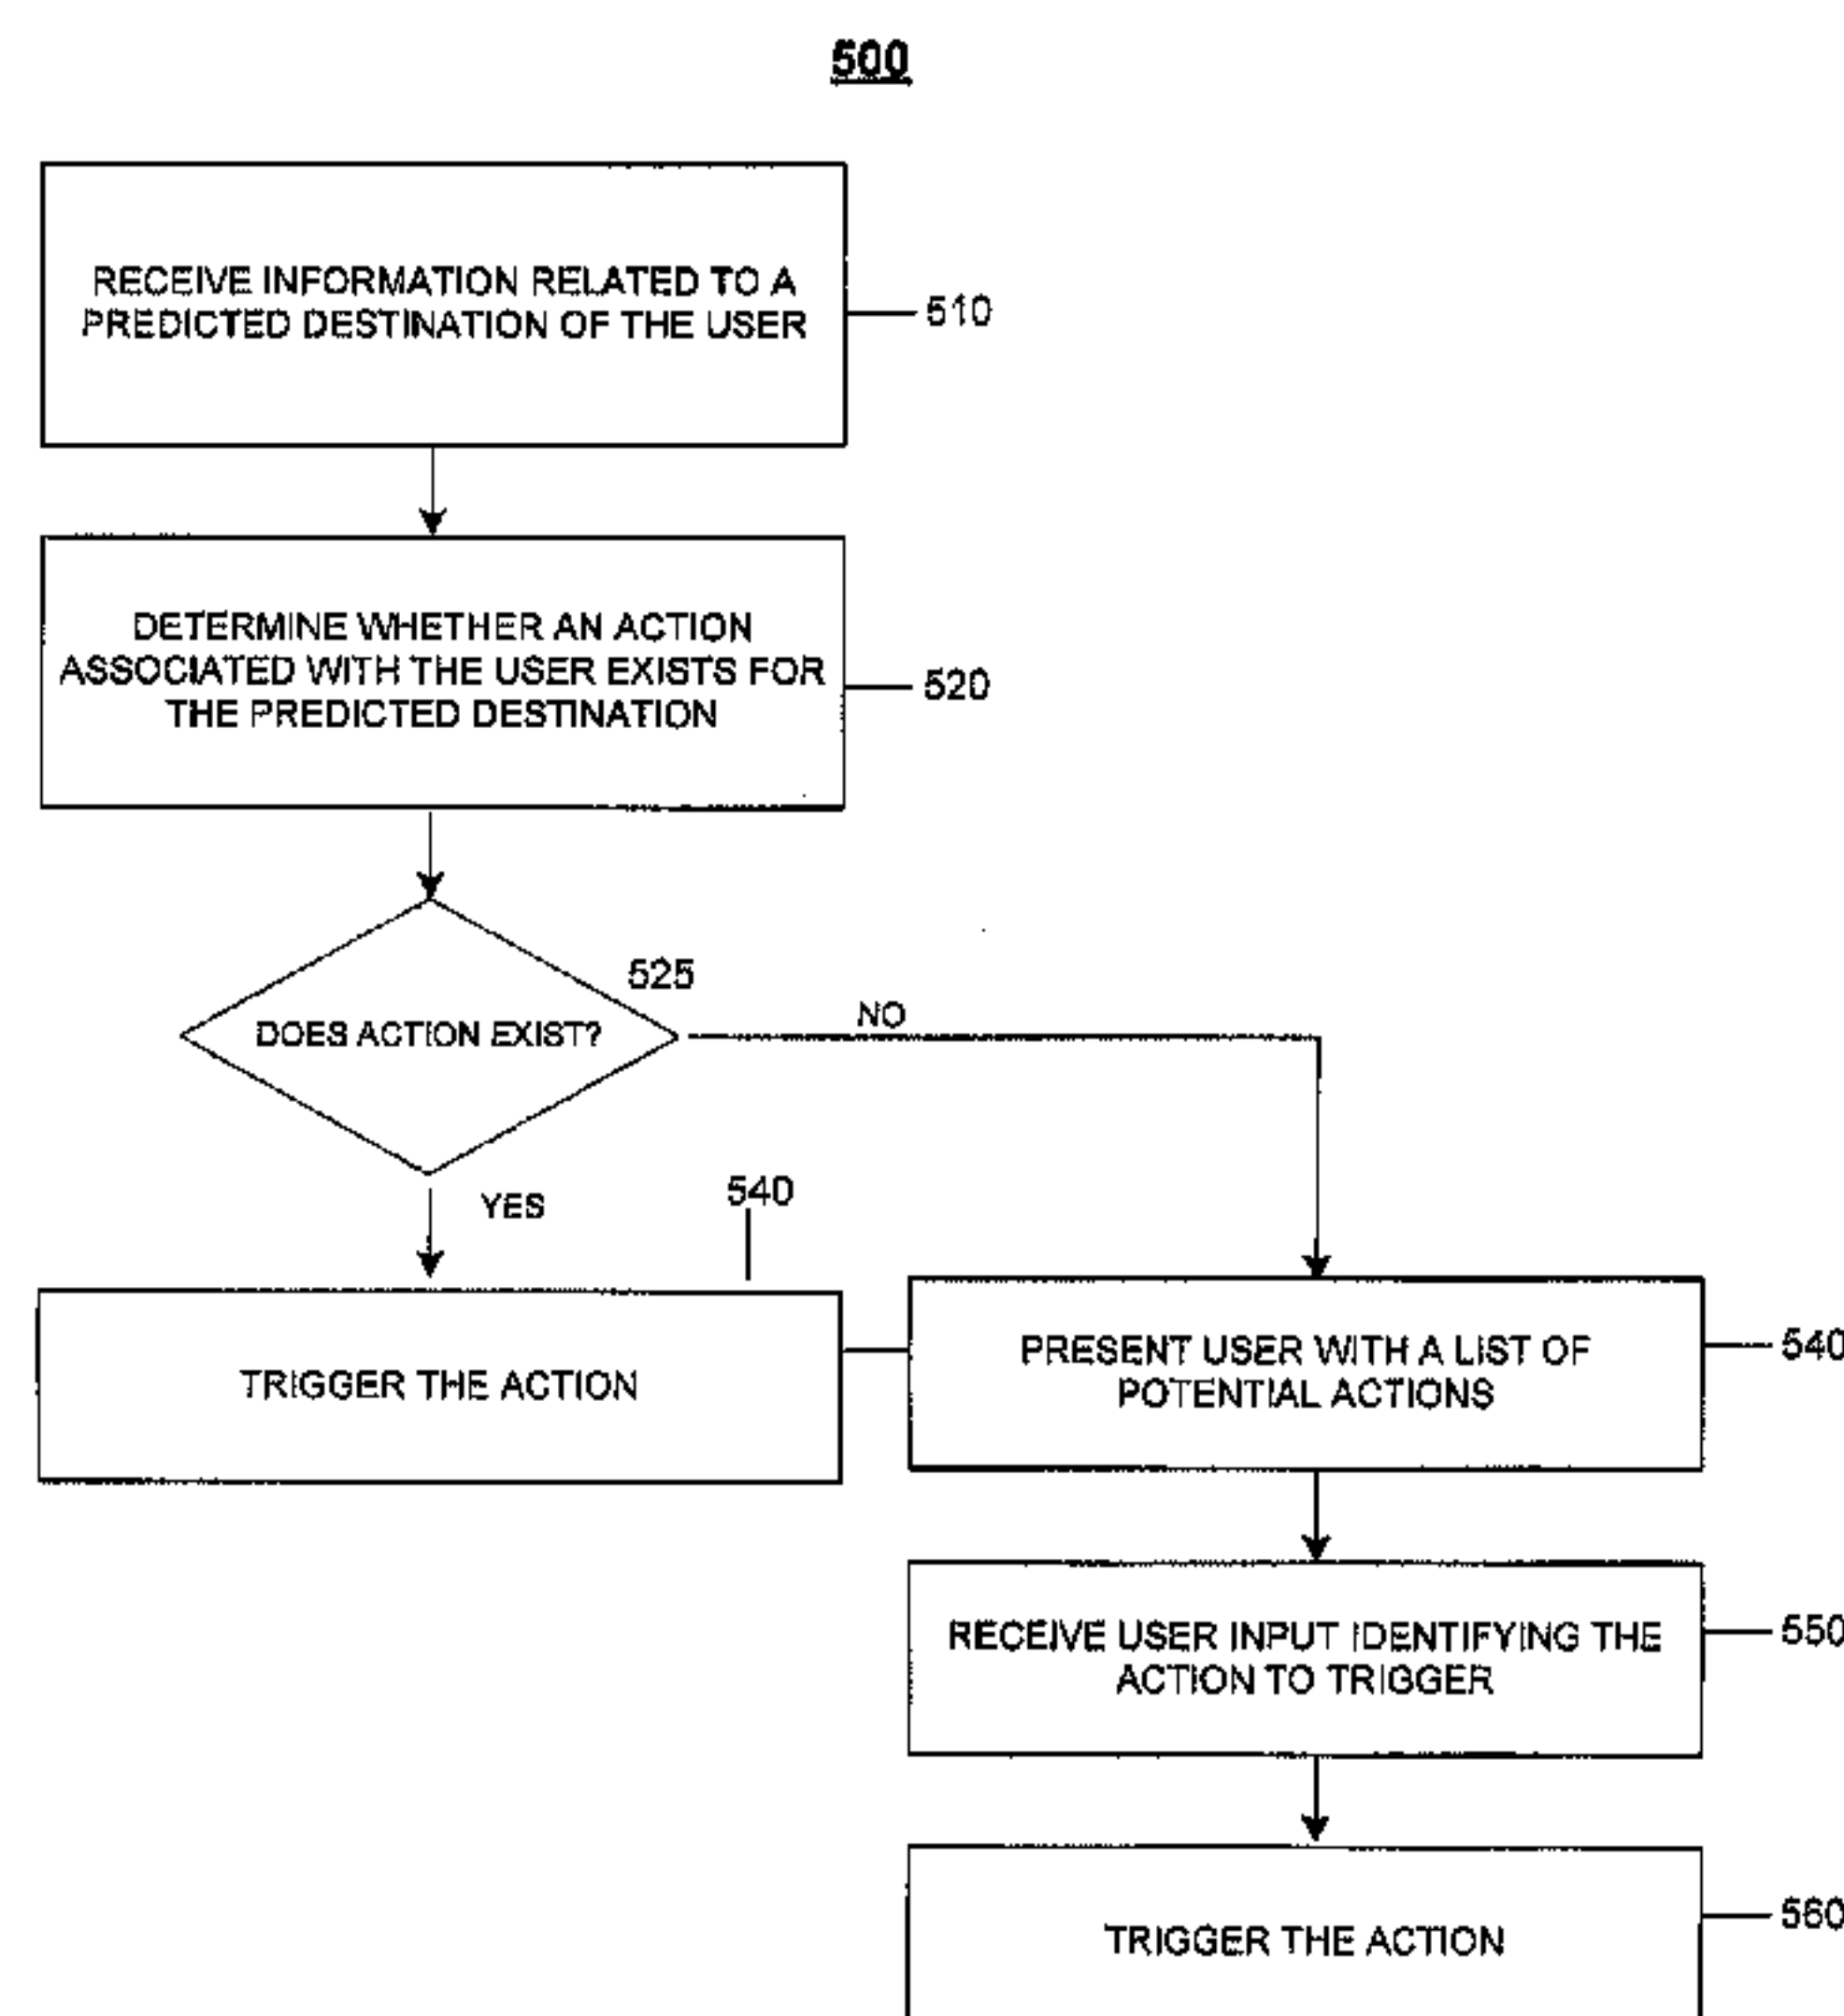 500
RECEIVE INFORMATION RELATED TO A
PREDICTED DESTINATION OF THE USER
510
DETERMINE WHETHER AN ACTION
ASSOCIATED WITH THE USER EXISTS FOR
THE PREDICTED DESTINATION
520
525
DOES ACTION EXIST?
NO
YES
540
TRIGGER THE ACTION
PRESENT USER WITH A LIST OF
POTENTIAL ACTIONS
540
RECEIVE USER INPUT IDENTIFYING THE
ACTION TO TRIGGER
550
TRIGGER THE ACTION
560